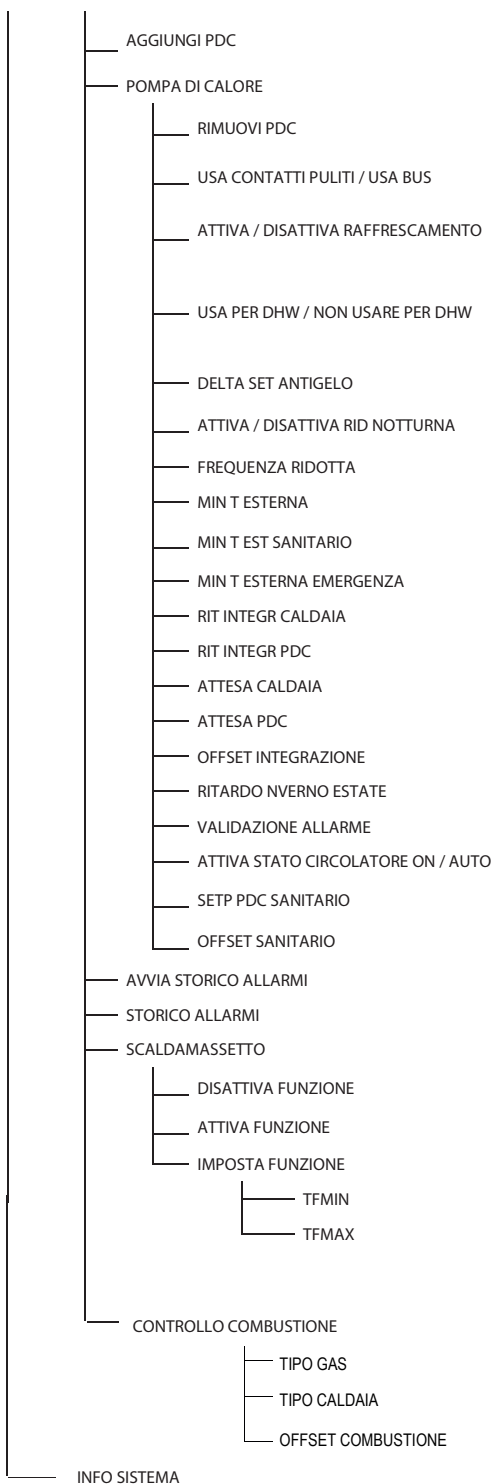 AGGIUNGI PDC
POMPA DI CALORE
RIMUOVI PDC
USA CONTATTI PULITI / USA BUS
ATTIVA / DISATTIVA RAFFRESCAMENTO
USA PER DHW / NON USARE PER DHW
DELTA SET ANTIGELO
ATTIVA / DISATTIVA RID NOTTURNA
FREQUENZA RIDOTTA
MIN T ESTERNA
MIN T EST SANITARIO
MIN T ESTERNA EMERGENZA
RIT INTEGR CALDAIA
RIT INTEGR PDC
ATTESA CALDAIA
ATTESA PDC
OFFSET INTEGRAZIONE
RITARDO NVERNO ESTATE
VALIDAZIONE ALLARME
ATTIVA STATO CIRCOLATORE ON / AUTO
SETP PDC SANITARIO
OFFSET SANITARIO
AVVIA STORICO ALLARMI
STORICO ALLARMI
SCALDAMASSETTO
DISATTIVA FUNZIONE
ATTIVA FUNZIONE
IMPOSTA FUNZIONE
TFMIN
TFMAX
CONTROLLO COMBUSTIONE
TIPO GAS
TIPO CALDAIA
OFFSET COMBUSTIONE
INFO SISTEMA